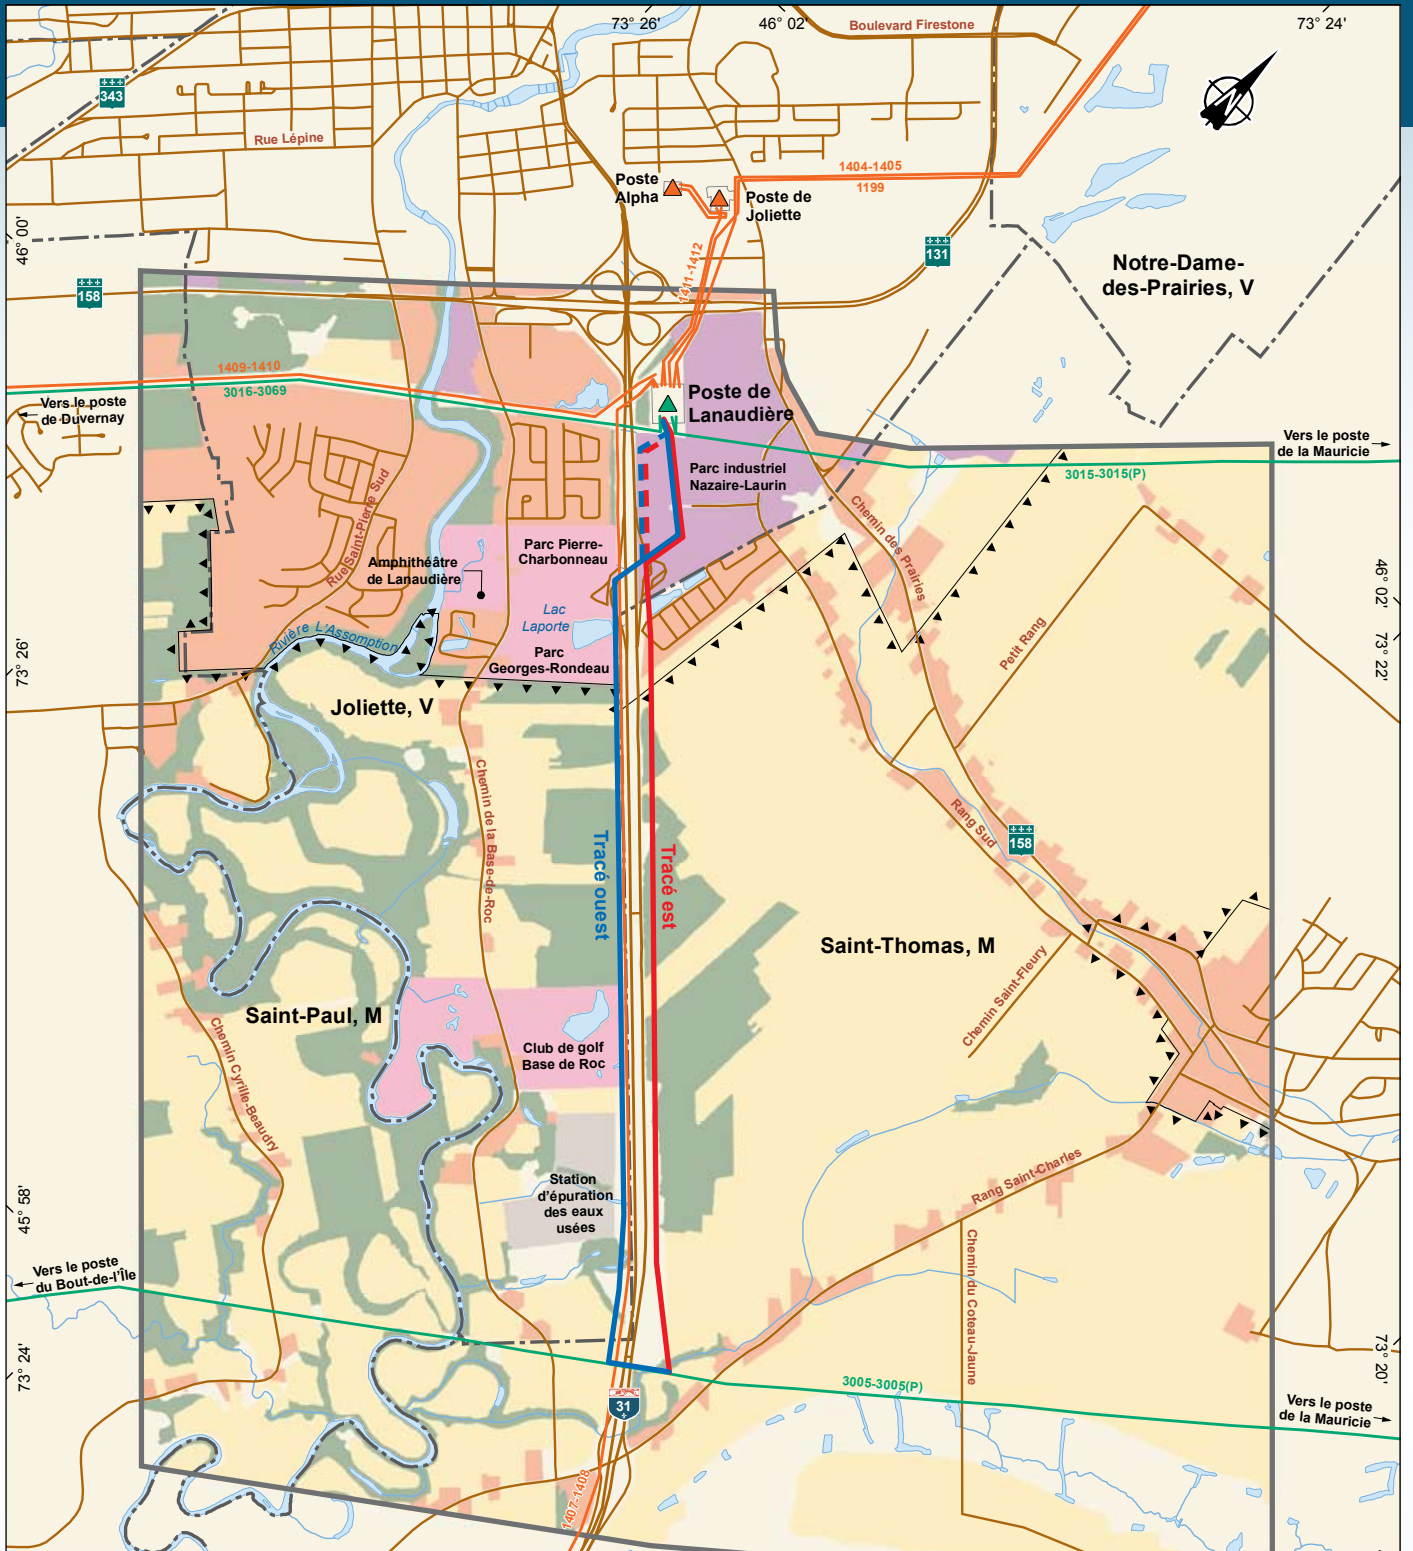 73° 26'
46° 02'
73° 24'
Boulevard Firestone
343
Rue Lépine
1404-1405
1199
Poste
Alpha
Poste de
Joliette
46° 00'
131
1411-1412
Notre-Dame-
des-Prairies, V
158
1409-1410
3016-3069
Vers le poste
de Duvernay
Poste de
Lanaudière
Vers le poste
de la Mauricie
3015-3015(P)
Parc industriel
Nazaire-Laurin
Rue Saint-Pierre Sud
Chemin des Prairies
Parc Pierre-
Charbonneau
Amphithéâtre
de Lanaudière
46° 02'
Lac
Laporte
Rivière L'Assomption
Petit Rang
73° 26'
Parc
Georges-Rondeau
73° 22'
Joliette, V
Chemin de la Base-de-Roc
Rang Sud
158
Tracé ouest
Tracé est
Saint-Thomas, M
Chemin Saint-Fleury
Saint-Paul, M
Chemin Cyrille-Beaudry
Club de golf
Base de Roc
Rang Saint-Charles
Station
d'épuration
des eaux
usées
45° 58'
Chemin du Coteau-Jaune
Vers le poste
du Bout-de-l'Île
73° 24'
73° 20'
3005-3005(P)
31
Vers le poste
de la Mauricie
1407-1408